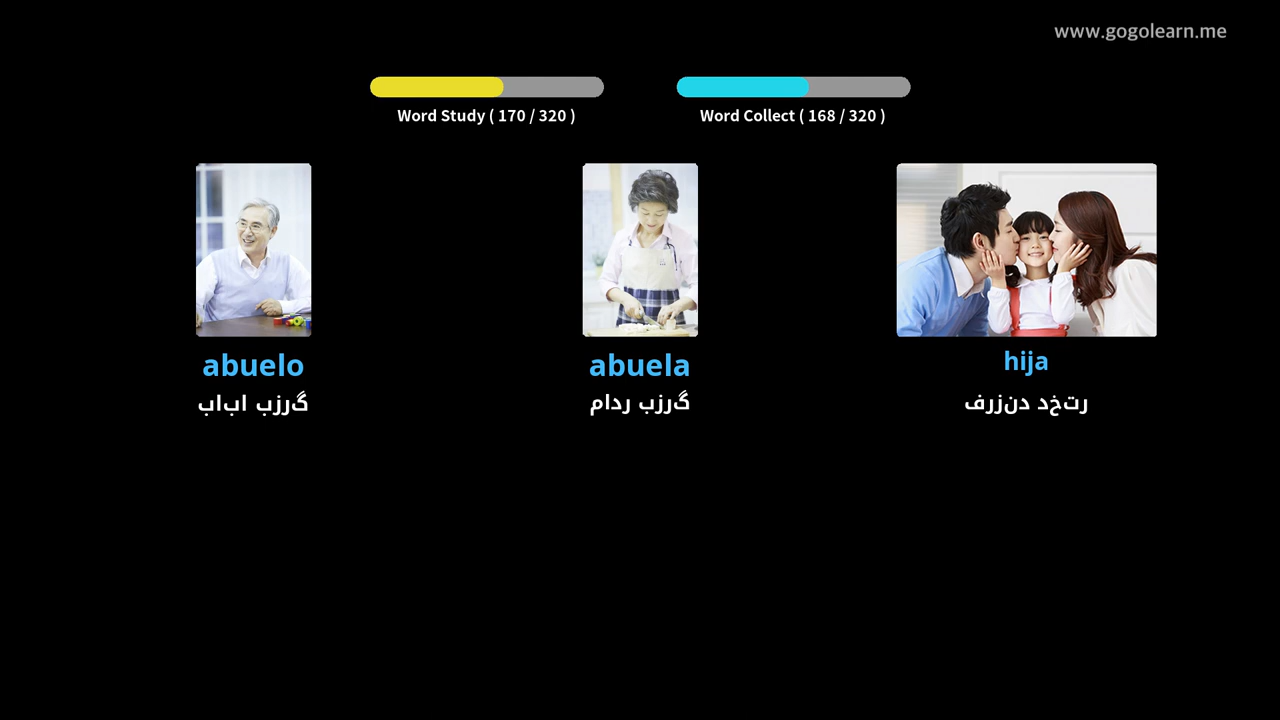 www.gogolearn.me
Word Study ( 170 / 320 )
Word Collect ( 168 / 320 )
abuelo
گرزب اباب
abuela
گرزب ردام
hija
رتخد دنزرف